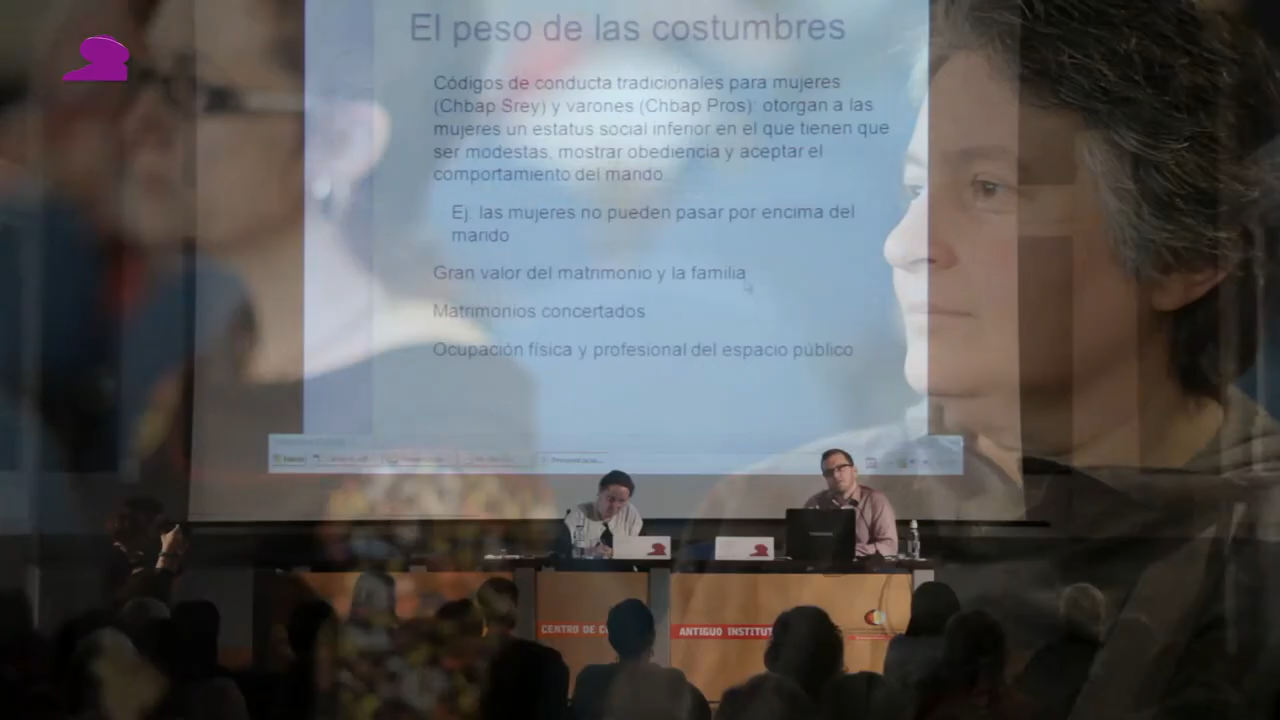 El peso de las costumbres
Códigos de conducta tradicionales para mujeres
(Chbap Srey) y varones (Chbap Pros): otorgan a las
mujeres un estatus social inferior en el que tienen que
ser modestas, mostrar obediencia y aceptar el
comportamiento del marido
Ej. las mujeres no pueden pasar por encima del
marido
Gran valor del matrimonio y la familia
Matrimonios concertados
Ocupación física y profesional del espacio público
CENTRO DE
ANTIGUO INSTITUT